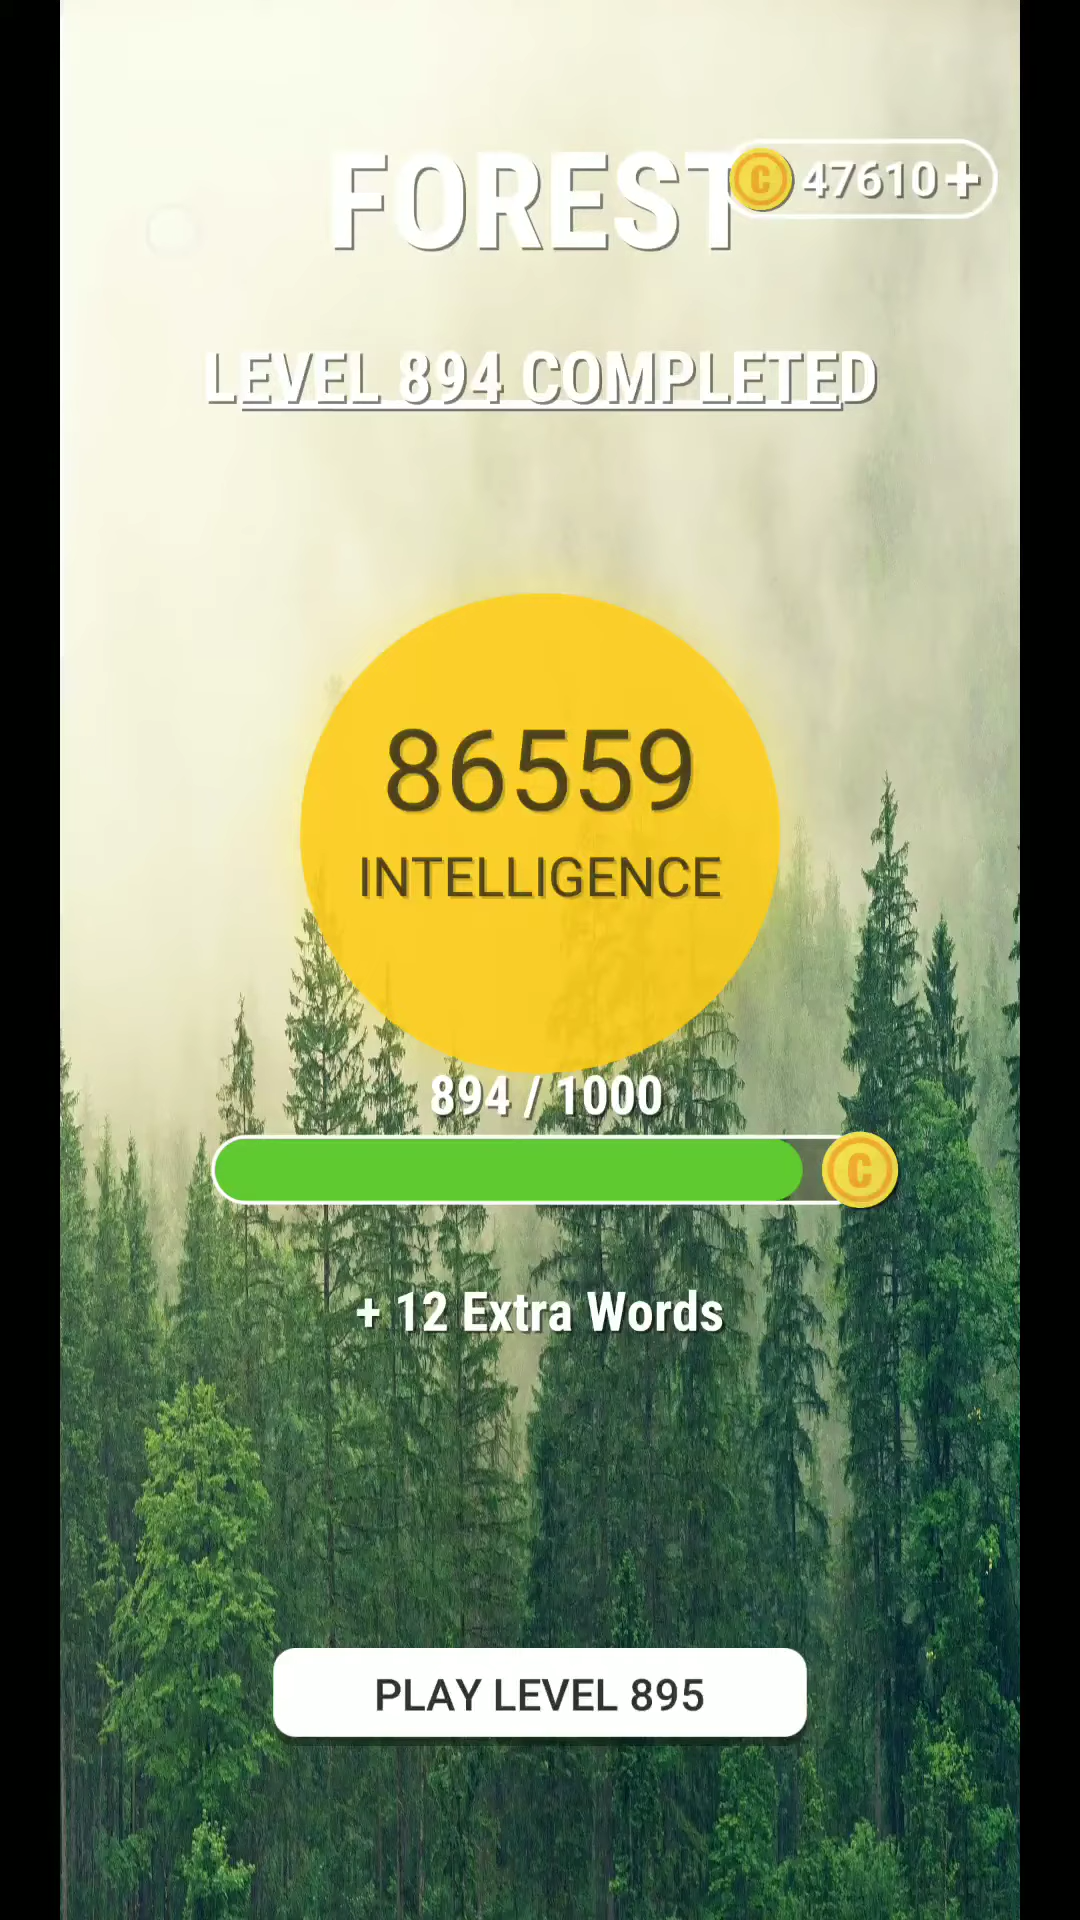 FOREST
C 47610 +
LEVEL 894 COMPLETED
86559
INTELLIGENCE
894 / 1000
C
+ 12 Extra Words
PLAY LEVEL 895